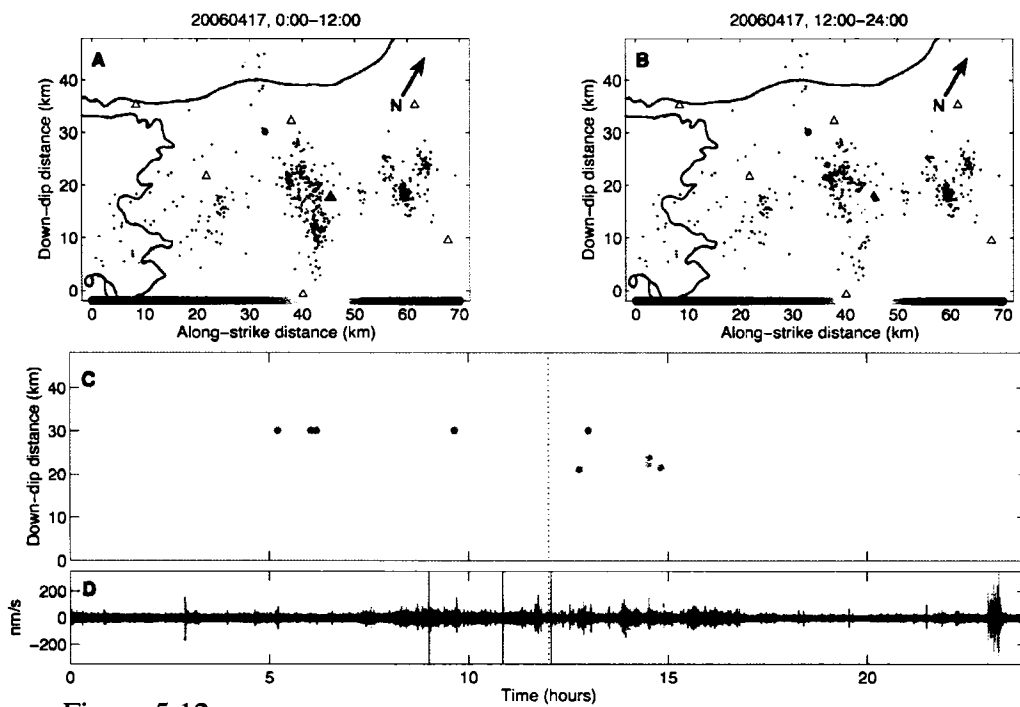 20060417, 0:00−12:00
20060417, 12:00−24:00
A
B
N
N
Down−dip distance (km)
40
30
20
10
0
Down−dip distance (km)
40
30
20
10
0
0 10 20 30 40 50 60 70
Along−strike distance (km)
0 10 20 30 40 50 60 70
Along−strike distance (km)
C
Down−dip distance (km)
40
30
20
10
0
D
nm/s
200
0
−200
0 5 10 15 20
Time (hours)